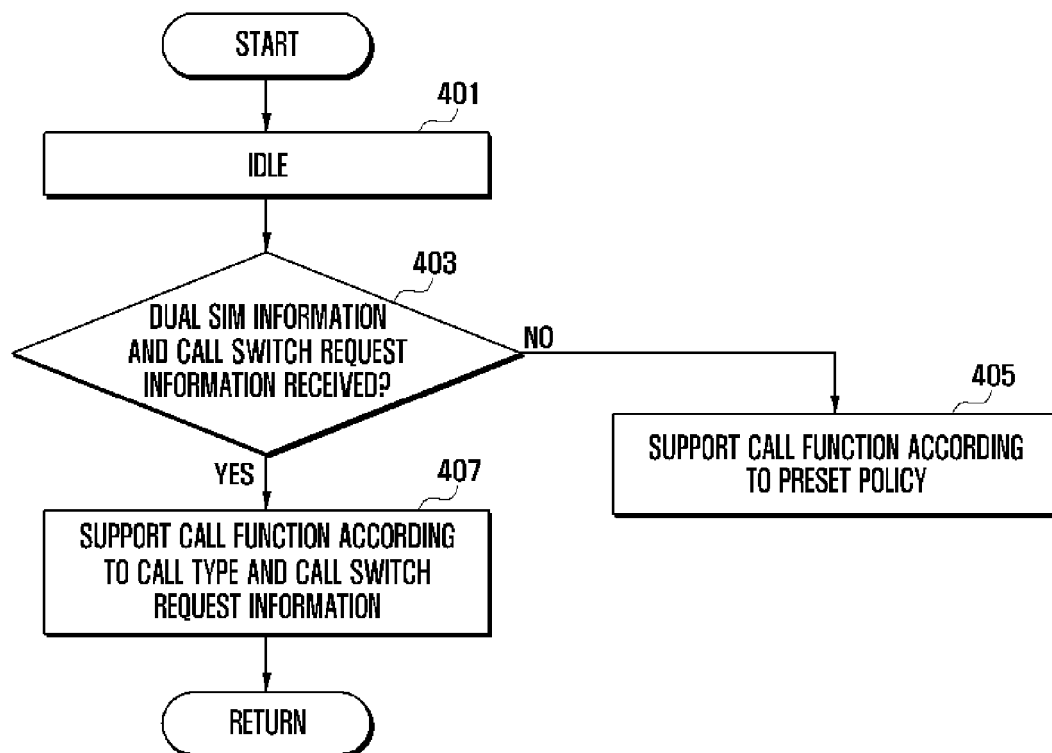 START
401
IDLE
403
DUAL SIM INFORMATION
AND CALL SWITCH REQUEST
INFORMATION RECEIVED?
NO
405
SUPPORT CALL FUNCTION ACCORDING
TO PRESET POLICY
YES
407
SUPPORT CALL FUNCTION ACCORDING
TO CALL TYPE AND CALL SWITCH
REQUEST INFORMATION
RETURN